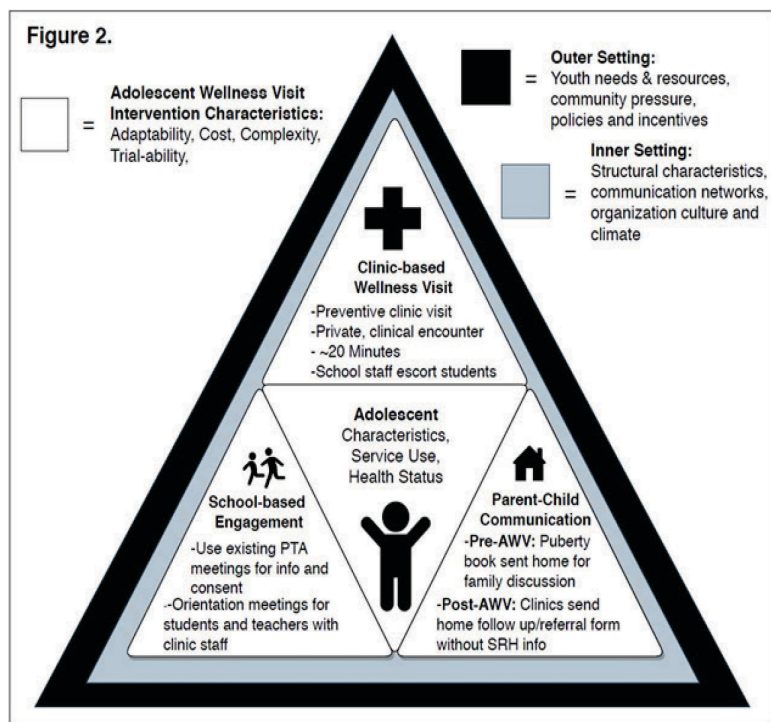 Figure 2.
Adolescent Wellness Visit
Intervention Characteristics:
= Adaptability, Cost, Complexity,
Trial-ability,
Outer Setting:
= Youth needs & resources,
community pressure,
policies and incentives
Inner Setting:
Structural characteristics,
= communication networks,
organization culture and
climate
Clinic-based
Wellness Visit
-Preventive clinic visit
-Private, clinical encounter
- ~20 Minutes
-School staff escort students
Adolescent
Characteristics,
Service Use,
Health Status
School-based
Engagement
-Use existing PTA
meetings for info and
consent
-Orientation meetings for
students and teachers with
clinic staff
Parent-Child
Communication
-Pre-AWV: Puberty
book sent home for
family discussion
-Post-AWV: Clinics send
home follow up/referral form
without SRH info